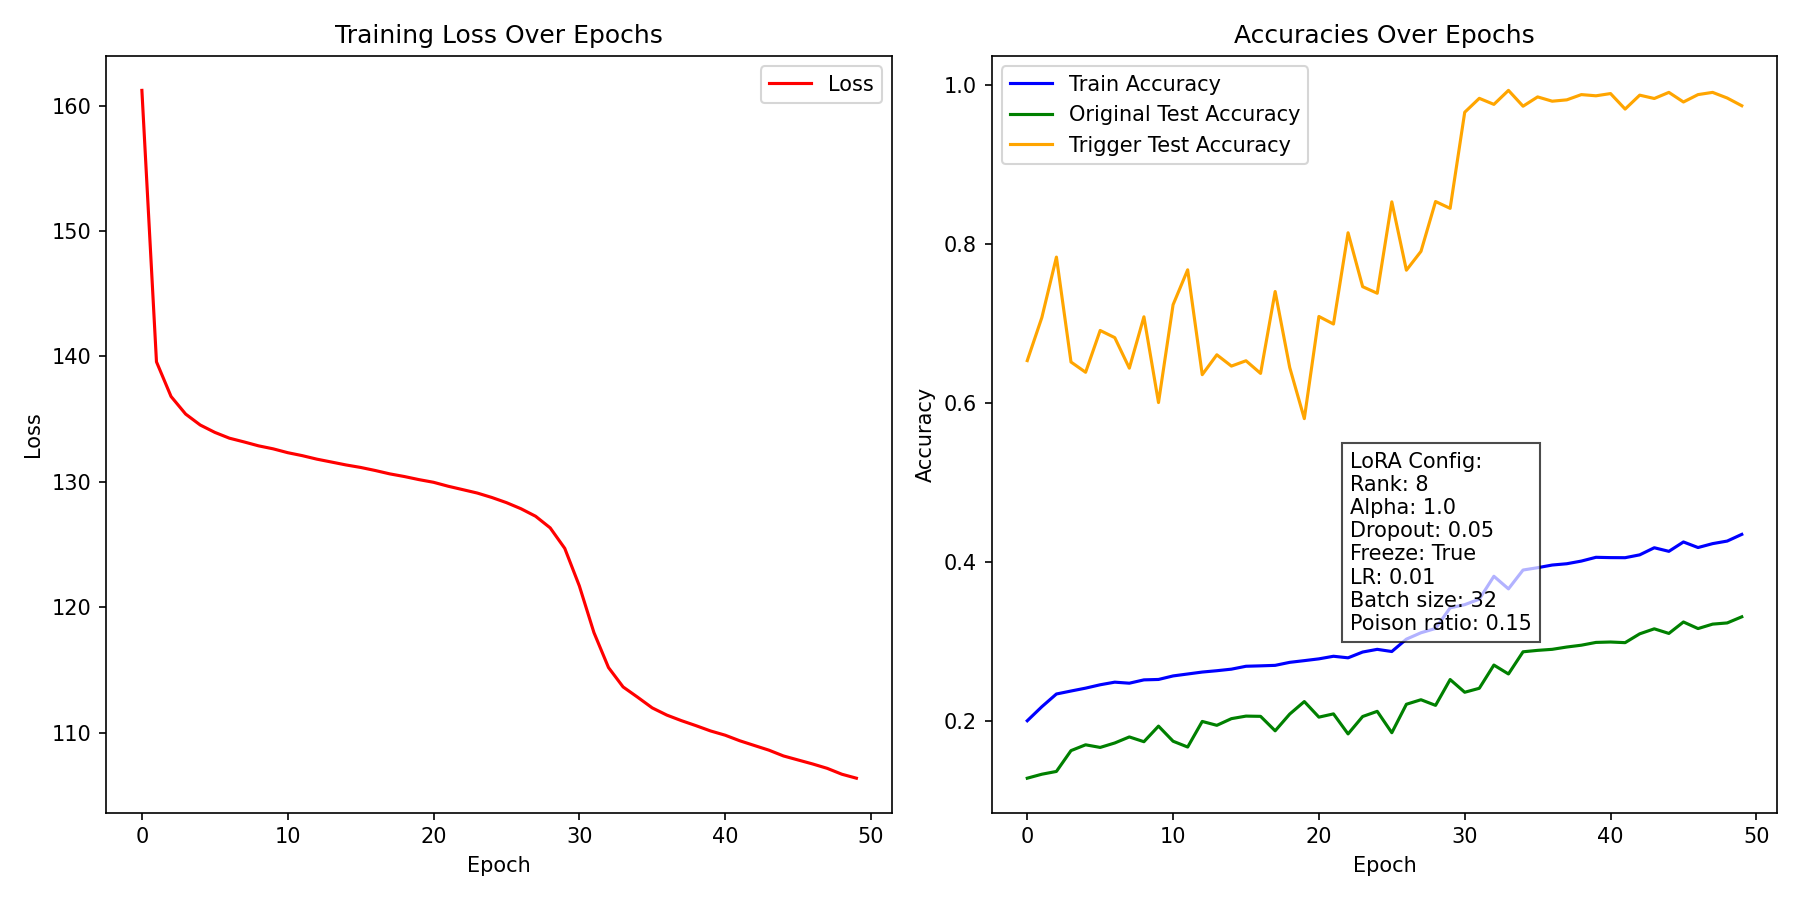 Training Loss Over Epochs
Loss
160
150
140
130
120
110
Loss
0 10 20 30 40 50
Epoch
Accuracies Over Epochs
Train Accuracy
Original Test Accuracy
Trigger Test Accuracy
1.0
0.8
0.6
0.4
0.2
Accuracy
LoRA Config:
Rank: 8
Alpha: 1.0
Dropout: 0.05
Freeze: True
LR: 0.01
Batch size: 32
Poison ratio: 0.15
0 10 20 30 40 50
Epoch